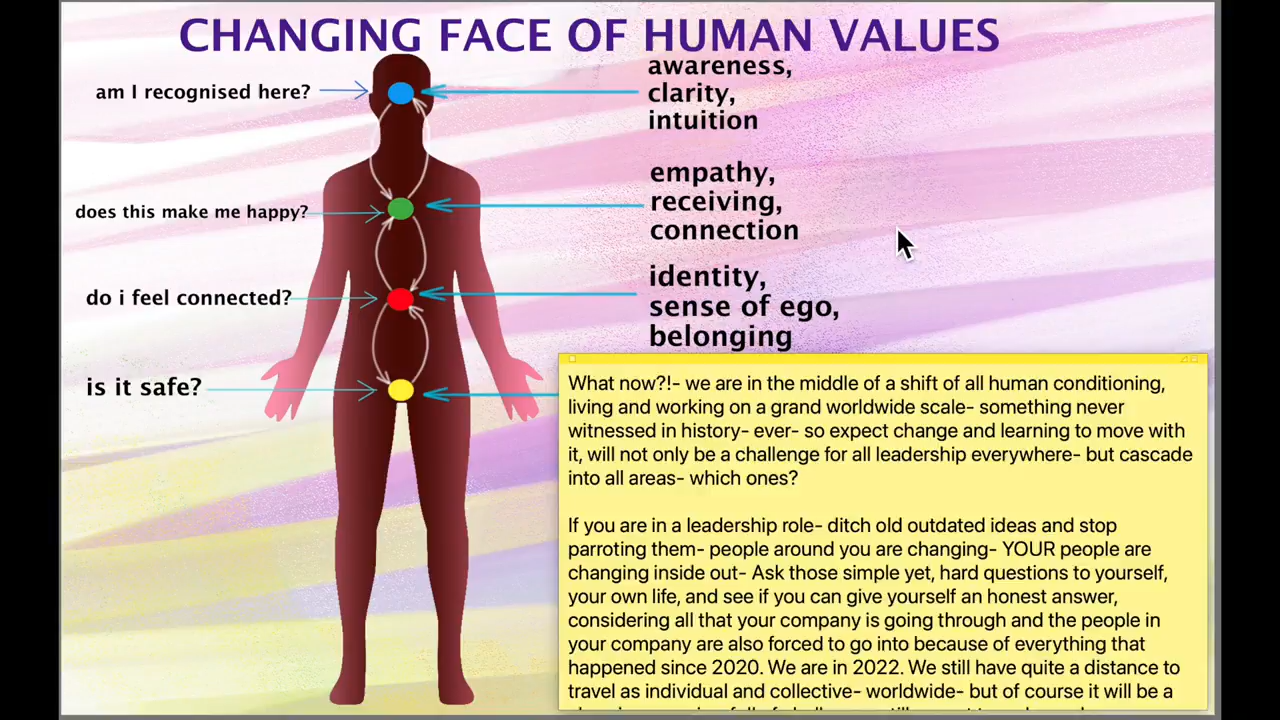 CHANGING FACE OF HUMAN VALUES
am I recognised here?
does this make me happy?
do i feel connected?
is it safe?
awareness,
clarity,
intuition
empathy,
receiving,
connection
identity,
sense of ego,
belonging
What now?!- we are in the middle of a shift of all human conditioning,
living and working on a grand worldwide scale- something never
witnessed in history- ever- so expect change and learning to move with
it, will not only be a challenge for all leadership everywhere- but cascade
into all areas- which ones?
If you are in a leadership role- ditch old outdated ideas and stop
parroting them- people around you are changing- YOUR people are
changing inside out- Ask those simple yet, hard questions to yourself,
your own life, and see if you can give yourself an honest answer,
considering all that your company is going through and the people in
your company are also forced to go into because of everything that
happened since 2020. We are in 2022. We still have quite a distance to
travel as individual and collective- worldwide- but of course it will be a